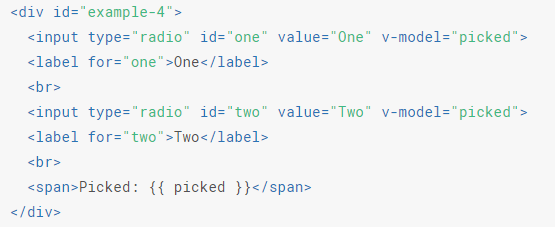 <div id="example-4">
  <input type="radio" id="one" value="One" v-model="picked">
  <label for="one">One</label>
  <br>
  <input type="radio" id="two" value="Two" v-model="picked">
  <label for="two">Two</label>
  <br>
  <span>Picked: {{ picked }}</span>
</div>